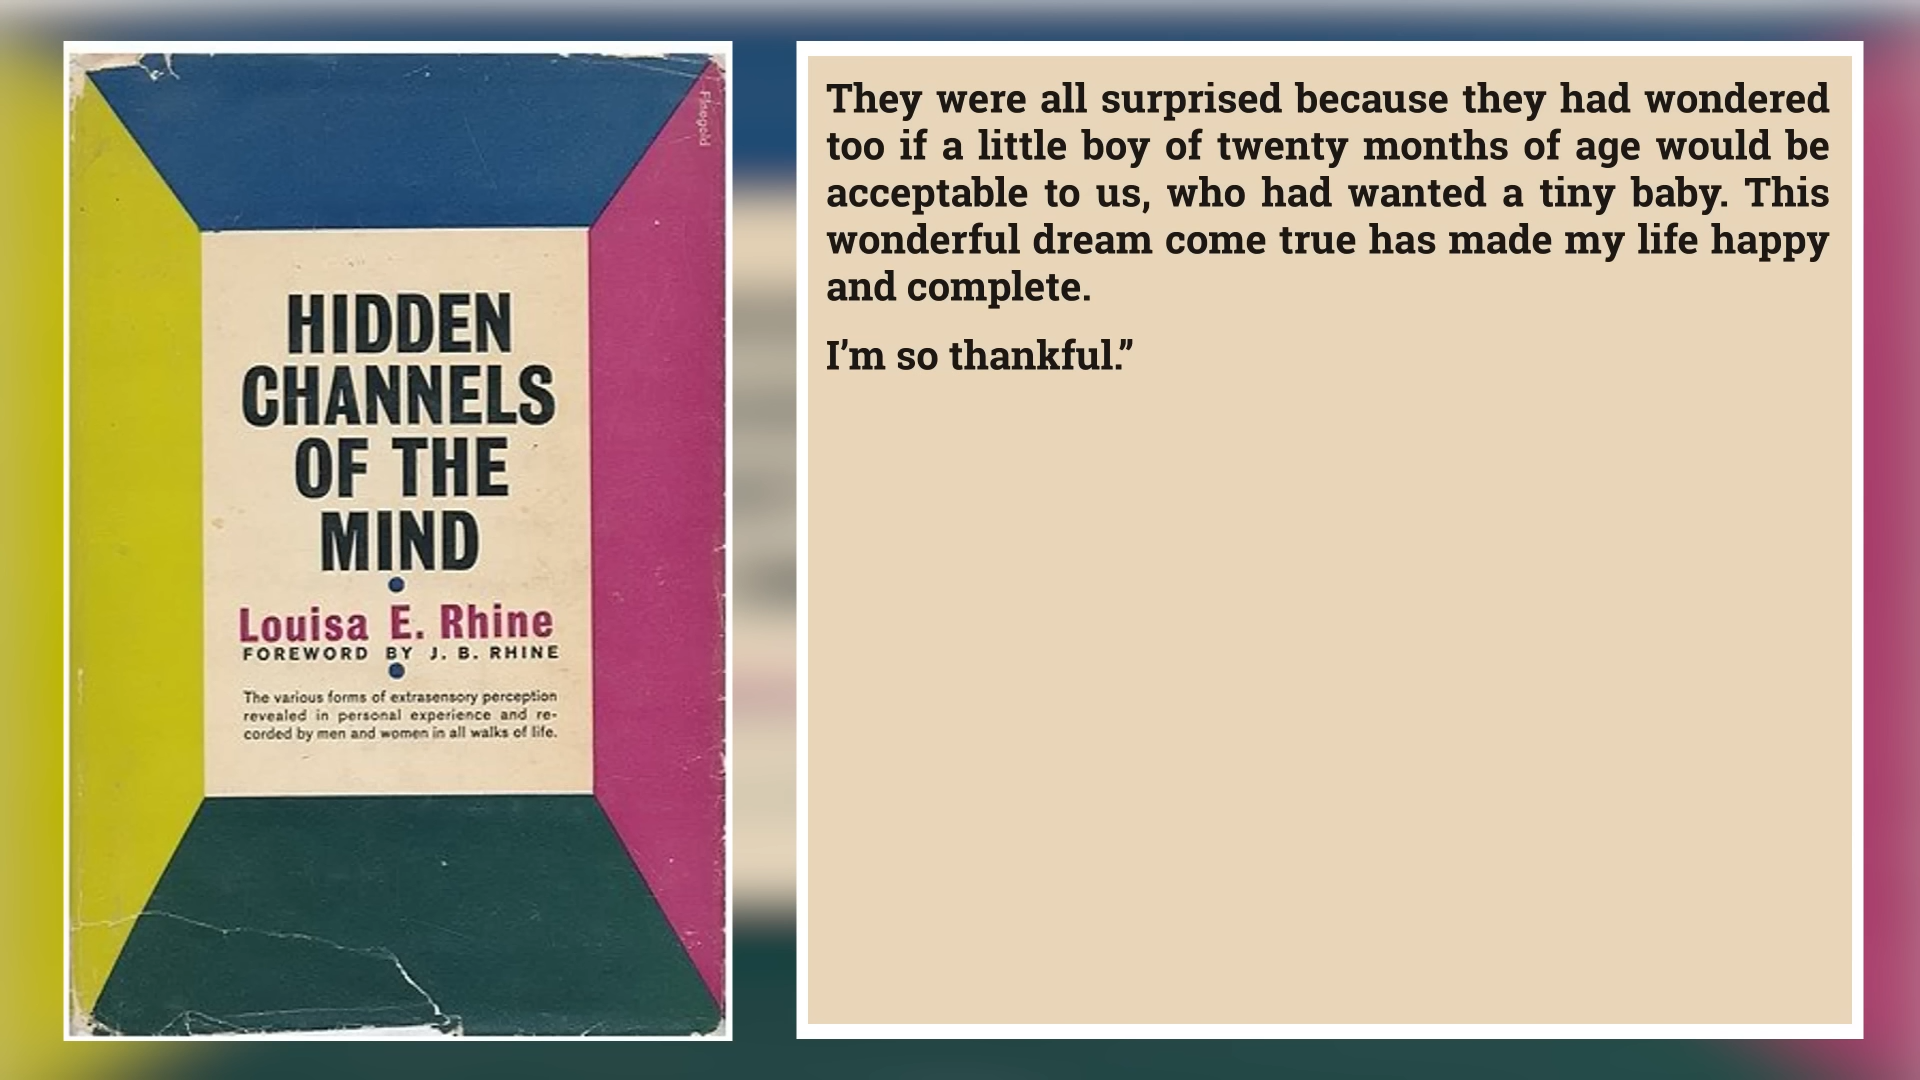 Finegold
HIDDEN
CHANNELS
OF THE
MIND
Louisa E. Rhine
FOREWORD BY J. B. RHINE
The various forms of extrasensory perception
revealed in personal experience and re-
corded by men and women in all walks of life.
They were all surprised because they had wondered
too if a little boy of twenty months of age would be
acceptable to us, who had wanted a tiny baby. This
wonderful dream come true has made my life happy
and complete.
I’m so thankful.”